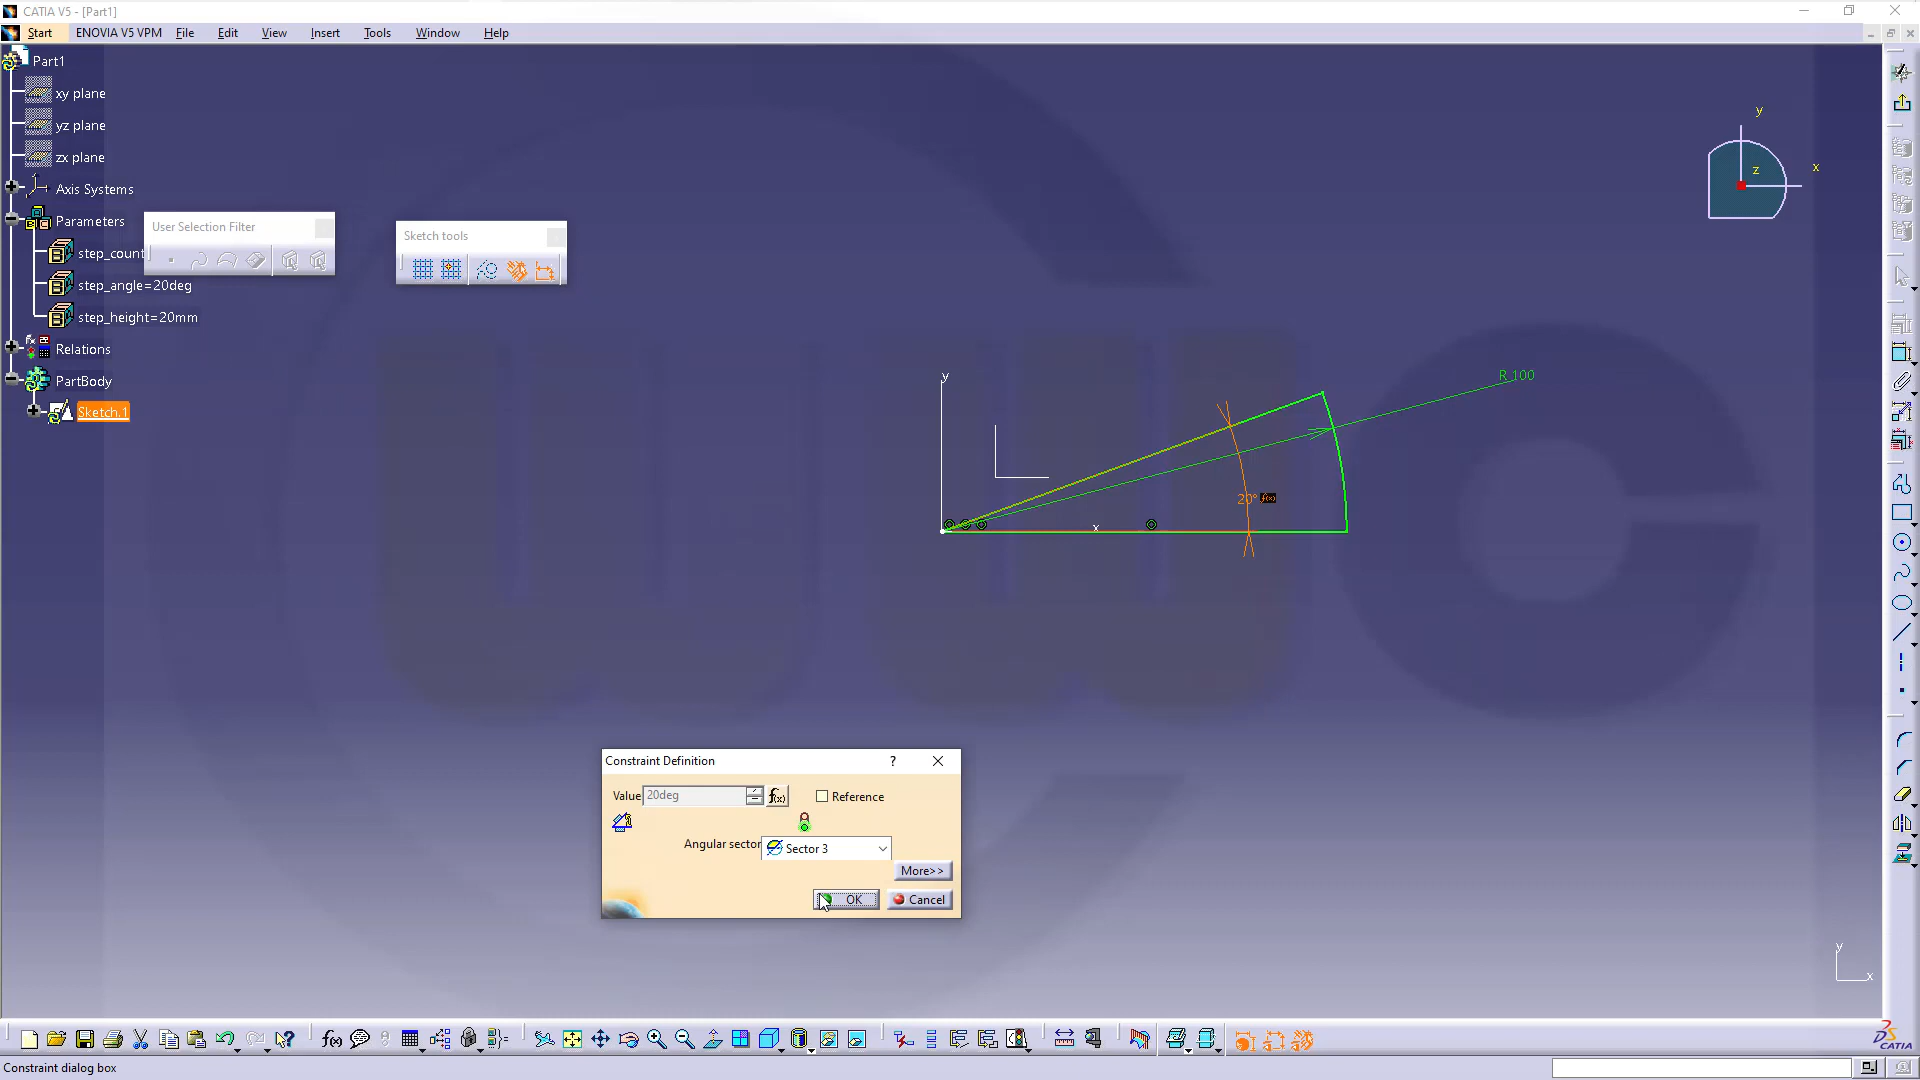 CATIA V5 - [Part1]
Start ENOVIA V5 VPM File Edit View Insert Tools Window Help
Part1
xy plane
yz plane
zx plane
Axis Systems
Parameters
step_count
step_angle=20deg
step_height=20mm
Relations
PartBody
Sketch.1
User Selection Filter
Sketch tools
y
x
z
y
R 100
20° f(x)
x
Constraint Definition ?
Value 20deg f(x) Reference
Angular sector Sector 3
More>>
OK Cancel
y
x
f(x)
CATIA
Constraint dialog box